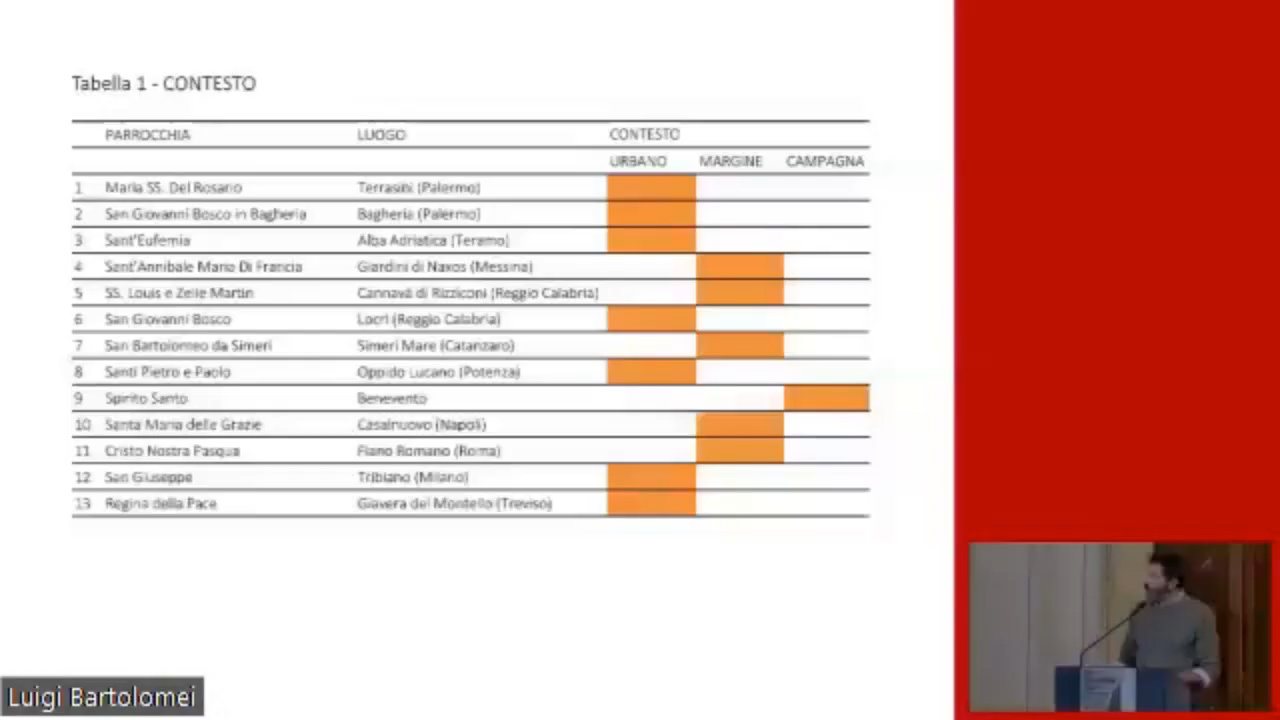 Tabella 1 - CONTESTO
PARROCCHIA LUOGO CONTESTO
URBANO MARGINE CAMPAGNA
1 Maria SS. Del Rosario Terrasini (Palermo)
2 San Giovanni Bosco in Bagheria Bagheria (Palermo)
3 Sant'Eufemia Alba Adriatica (Teramo)
4 Sant'Annibale Maria Di Francia Giardini di Naxos (Messina)
5 SS. Louis e Zelie Martin Cannavà di Rizziconi (Reggio Calabria)
6 San Giovanni Bosco Locri (Reggio Calabria)
7 San Bartolomeo da Simeri Simeri Mare (Catanzaro)
8 Santi Pietro e Paolo Oppido Lucano (Potenza)
9 Spirito Santo Benevento
10 Santa Maria delle Grazie Casalnuovo (Napoli)
11 Cristo Nostra Pasqua Fiano Romano (Roma)
12 San Giuseppe Tribiano (Milano)
13 Regina della Pace Giavera del Montello (Treviso)
Luigi Bartolomei